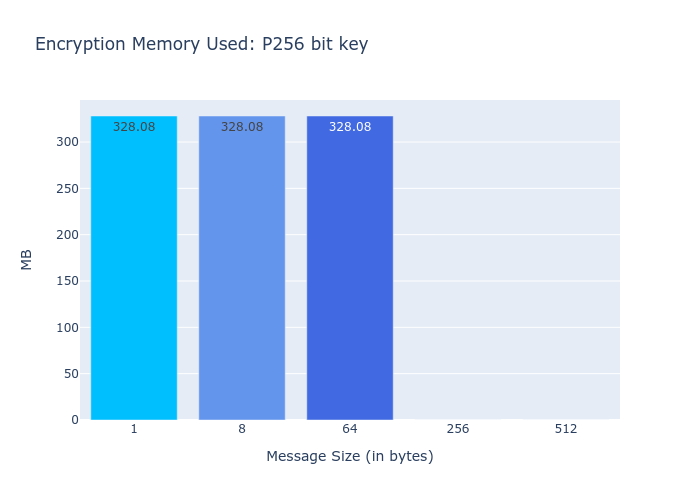 Encryption Memory Used: P256 bit key
328.08 328.08 328.08
300
250
200
150
100
50
0
MB
1 8 64 256 512
Message Size (in bytes)